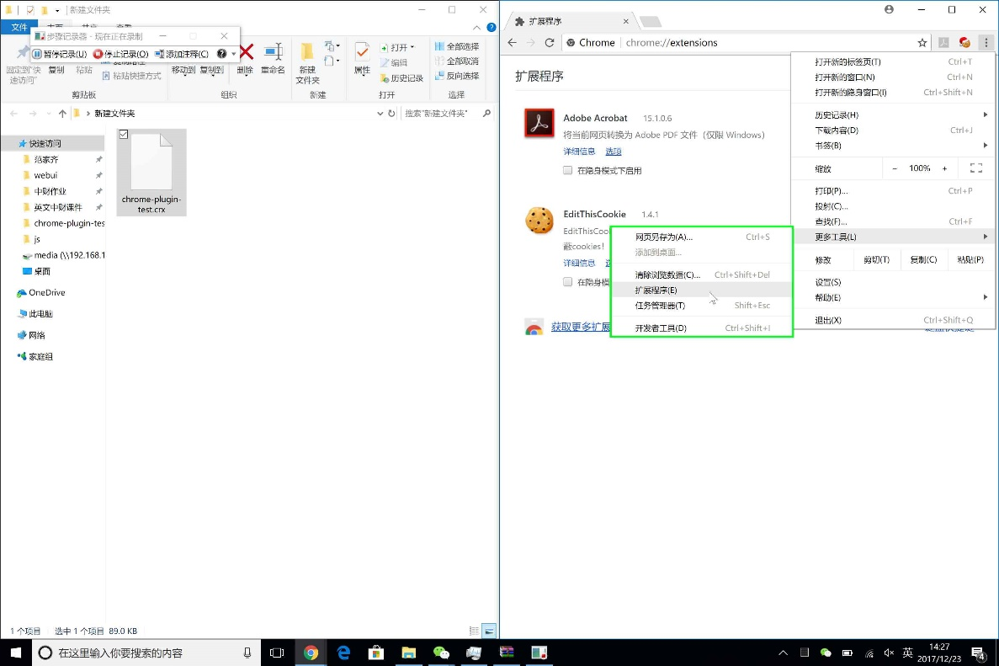 新建文件夹
文件
步骤记录器 - 现在正在录制
暂停记录(U)
停止记录(O)
添加注释(C)
固定到"快
速访问"
复制
粘贴
粘贴快捷方式
移动到
复制到
删除
重命名
新建
文件夹
属性
打开
编辑
历史记录
全部选择
全部取消
反向选择
剪贴板
组织
新建
打开
选择
新建文件夹
搜索"新建文件夹"
快速访问
范家齐
webui
中财作业
英文中财课件
chrome-plugin-tes
js
media (\\192.168.1
桌面
OneDrive
此电脑
网络
家庭组
chrome-plugin-
test.crx
1 个项目
选中 1 个项目 89.0 KB
扩展程序
Chrome
chrome://extensions
扩展程序
Adobe Acrobat 15.1.0.6
将当前网页转换为 Adobe PDF 文件（仅限 Windows）
详细信息 选项
在隐身模式下启用
EditThisCookie 1.4.1
EditThisCoo
蔽cookies!
详细信息
在隐身模
获取更多扩展
网页另存为(A)... Ctrl+S
添加到桌面...
清除浏览数据(C)... Ctrl+Shift+Del
扩展程序(E)
任务管理器(T) Shift+Esc
开发者工具(D) Ctrl+Shift+I
打开新的标签页(T) Ctrl+T
打开新的窗口(N) Ctrl+N
打开新的隐身窗口(I) Ctrl+Shift+N
历史记录(H)
下载内容(D) Ctrl+J
书签(B)
缩放 − 100% +
打印(P)... Ctrl+P
投射(C)...
查找(F)... Ctrl+F
更多工具(L)
修改 剪切(T) 复制(C) 粘贴(P)
设置(S)
帮助(E)
退出(X) Ctrl+Shift+Q
在这里输入你要搜索的内容
英
14:27
2017/12/23
4